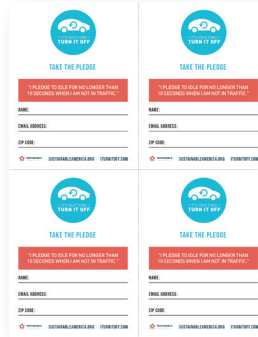 TURN IT OFF
TAKE THE PLEDGE
"I PLEDGE TO IDLE FOR NO LONGER THAN
10 SECONDS WHEN I AM NOT IN TRAFFIC."
NAME:
EMAIL ADDRESS:
ZIP CODE:
SUSTAINABLEAMERICA.ORG ITURNITOFF.COM
TURN IT OFF
TAKE THE PLEDGE
"I PLEDGE TO IDLE FOR NO LONGER THAN
10 SECONDS WHEN I AM NOT IN TRAFFIC."
NAME:
EMAIL ADDRESS:
ZIP CODE:
SUSTAINABLEAMERICA.ORG ITURNITOFF.COM
TURN IT OFF
TAKE THE PLEDGE
"I PLEDGE TO IDLE FOR NO LONGER THAN
10 SECONDS WHEN I AM NOT IN TRAFFIC."
NAME:
EMAIL ADDRESS:
ZIP CODE:
SUSTAINABLEAMERICA.ORG ITURNITOFF.COM
TURN IT OFF
TAKE THE PLEDGE
"I PLEDGE TO IDLE FOR NO LONGER THAN
10 SECONDS WHEN I AM NOT IN TRAFFIC."
NAME:
EMAIL ADDRESS:
ZIP CODE:
SUSTAINABLEAMERICA.ORG ITURNITOFF.COM